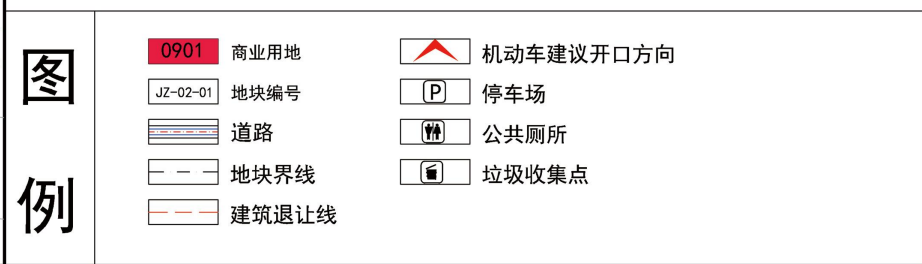 图例
0901 商业用地
JZ-02-01 地块编号
道路
地块界线
建筑退让线
机动车建议开口方向
P 停车场
公共厕所
垃圾收集点